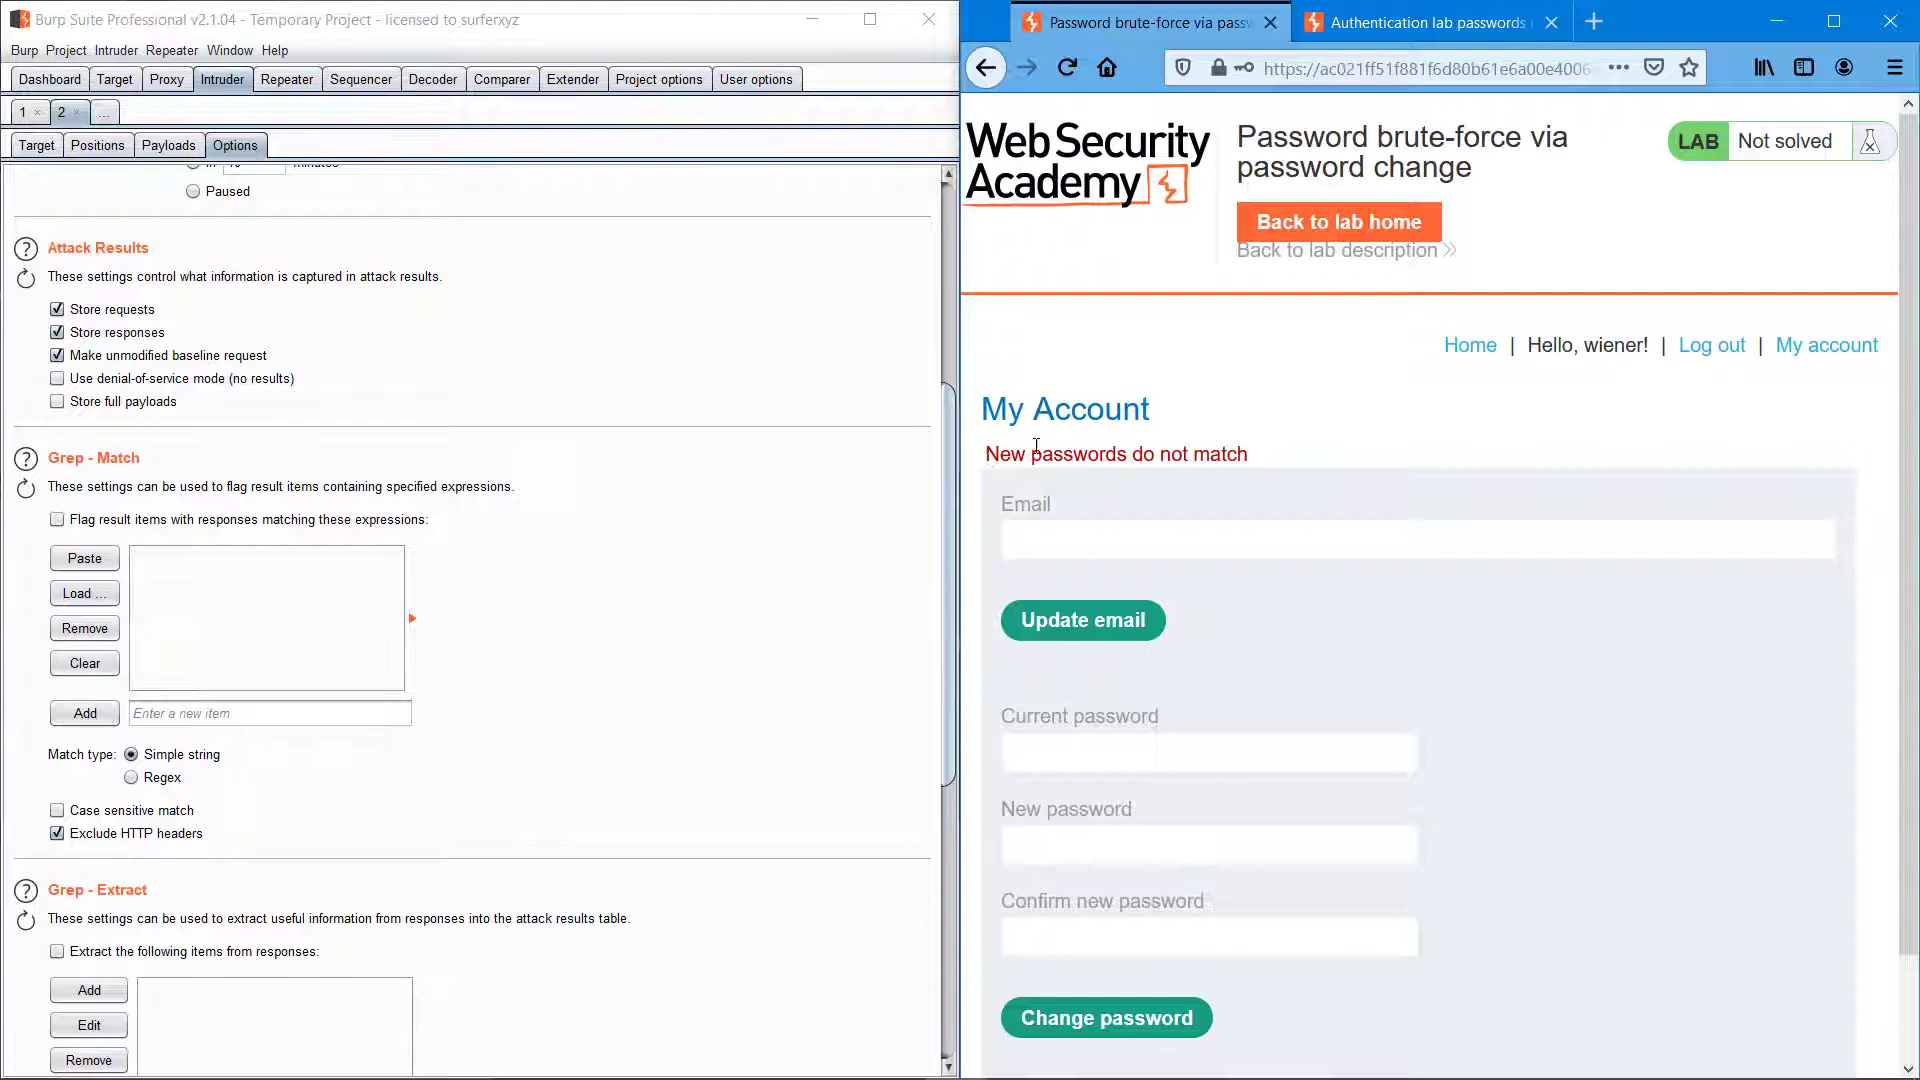 Burp Suite Professional v2.1.04 - Temporary Project - licensed to surferxyz
Burp Project Intruder Repeater Window Help
Dashboard Target Proxy Intruder Repeater Sequencer Decoder Comparer Extender Project options User options
1 × 2 × ...
Target Positions Payloads Options
Paused
Attack Results
These settings control what information is captured in attack results.
Store requests
Store responses
Make unmodified baseline request
Use denial-of-service mode (no results)
Store full payloads
Grep - Match
These settings can be used to flag result items containing specified expressions.
Flag result items with responses matching these expressions:
Paste
Load ...
Remove
Clear
Add Enter a new item
Match type: Simple string
Regex
Case sensitive match
Exclude HTTP headers
Grep - Extract
These settings can be used to extract useful information from responses into the attack results table.
Extract the following items from responses:
Add
Edit
Remove
Password brute-force via passw
Authentication lab passwords
https://ac021ff51f881f6d80b61e6a00e4006
Web Security
Academy
Password brute-force via
password change
LAB Not solved
Back to lab home
Back to lab description
Home | Hello, wiener! | Log out | My account
My Account
New passwords do not match
Email
Update email
Current password
New password
Confirm new password
Change password